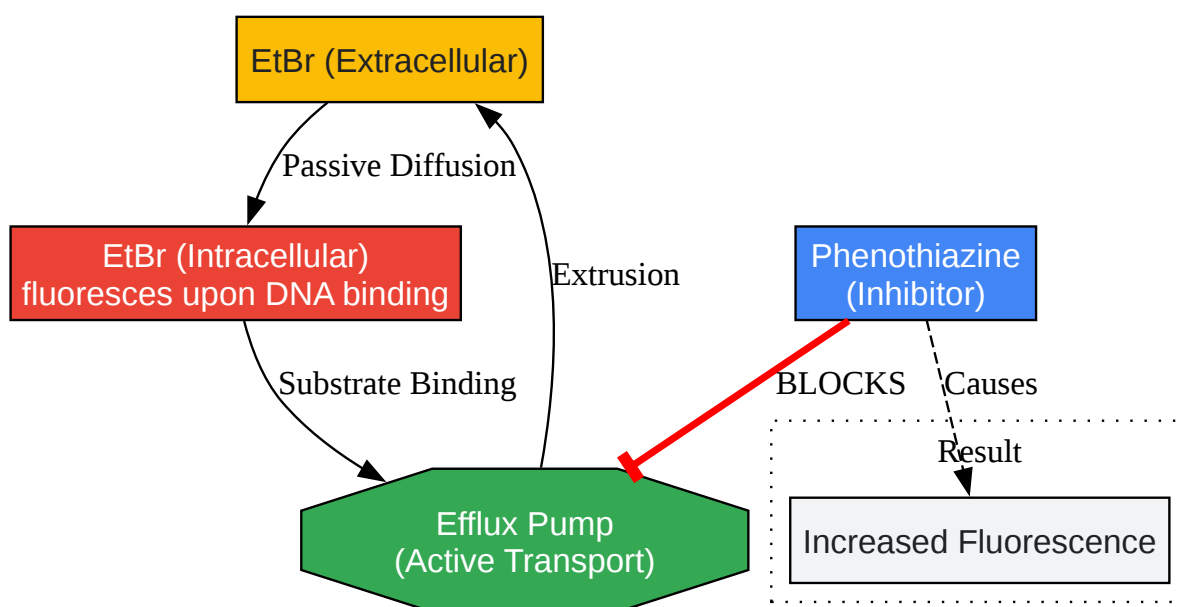 EtBr (Extracellular)
Passive Diffusion
EtBr (Intracellular)
fluoresces upon DNA binding
Extrusion
Phenothiazine
(Inhibitor)
Substrate Binding
BLOCKS
Causes
Result
Efflux Pump
(Active Transport)
Increased Fluorescence